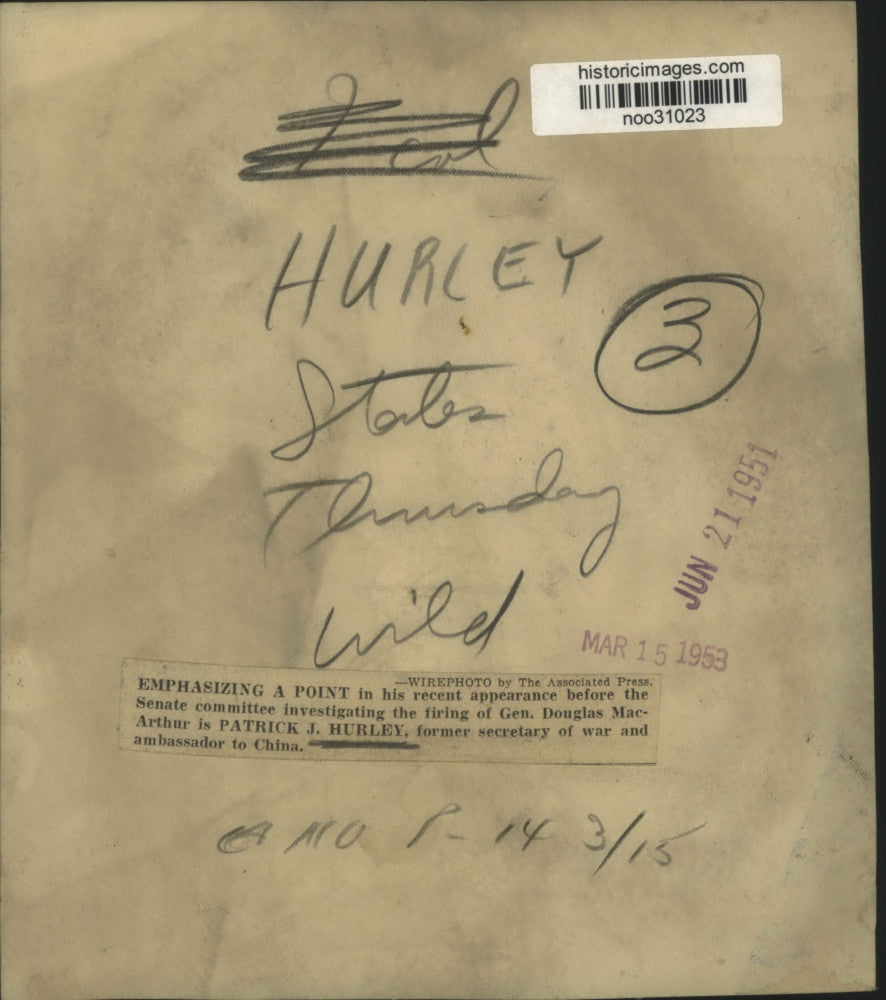 historicimages.com
noo31023
HURLEY
3
States
Thursday
Wild
JUN 21 1951
MAR 15 1953
—WIREPHOTO by The Associated Press.
EMPHASIZING A POINT in his recent appearance before the
Senate committee investigating the firing of Gen. Douglas Mac-
Arthur is PATRICK J. HURLEY, former secretary of war and
ambassador to China.
P- 14 3/15